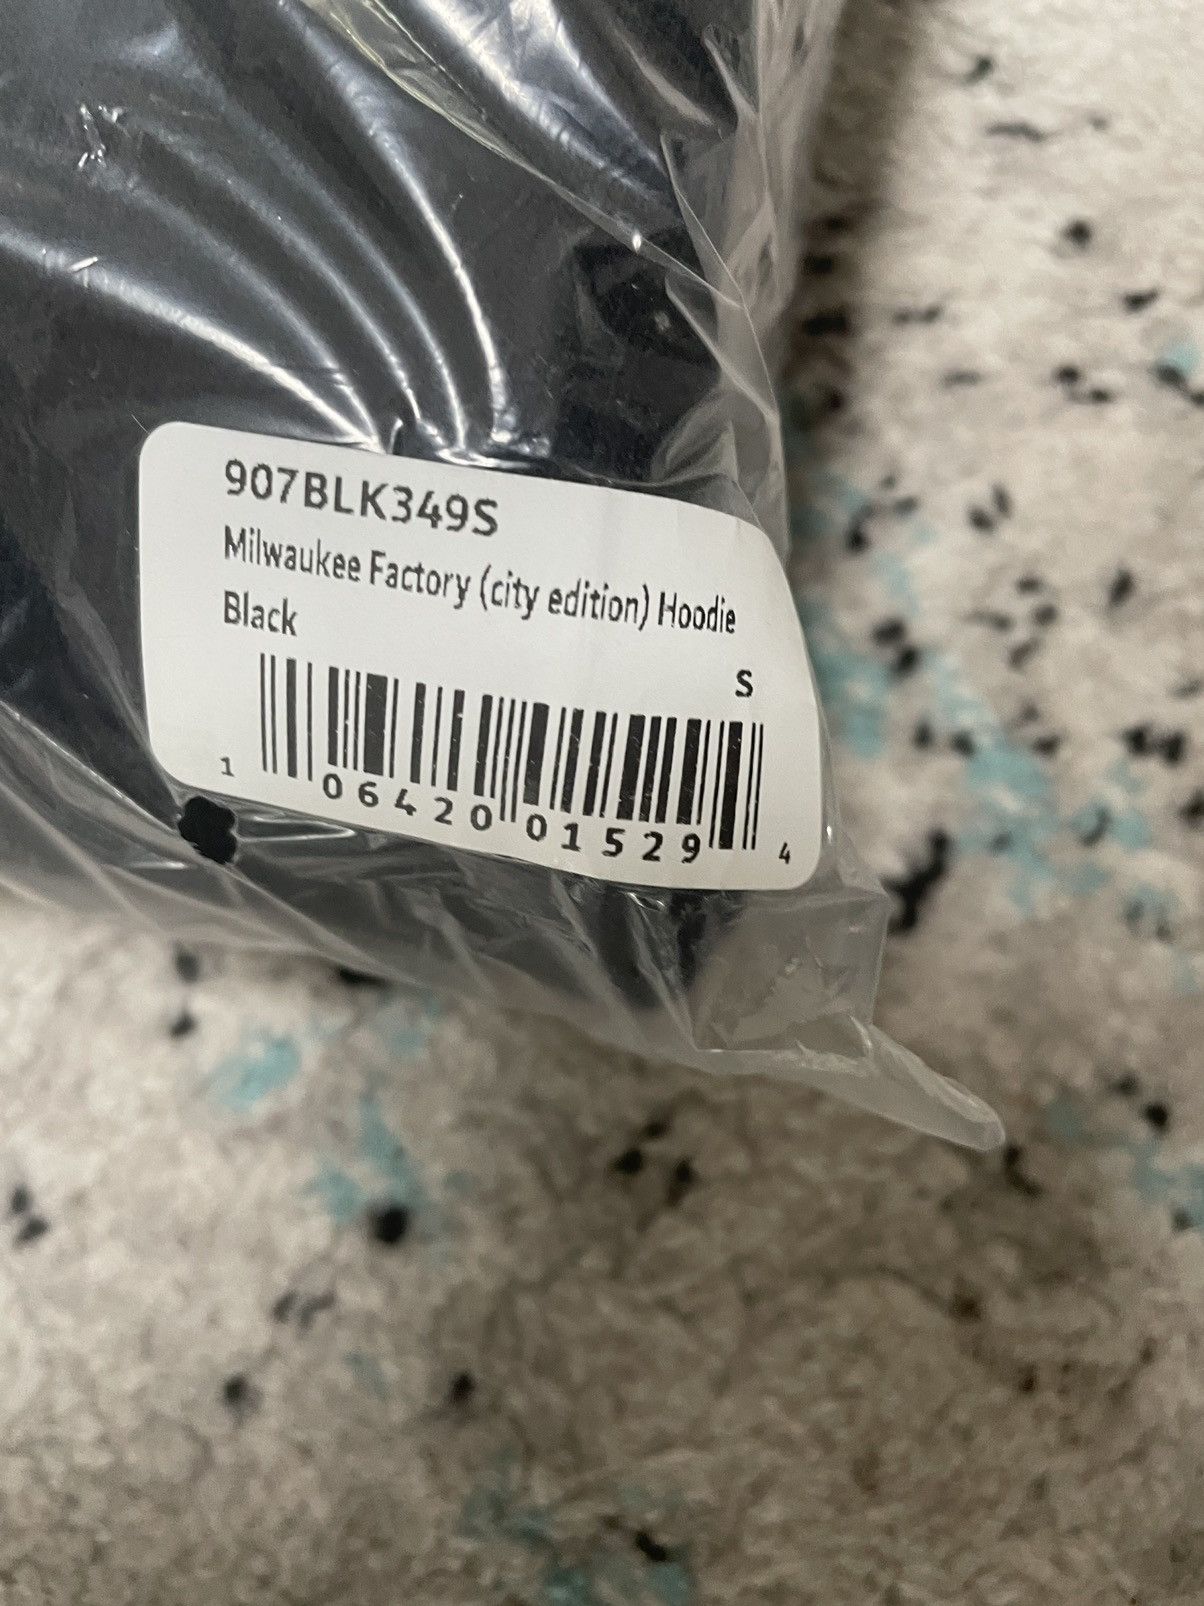 907BLK349S
Milwaukee Factory (city edition) Hoodie
Black
S
1 06420 01529 4